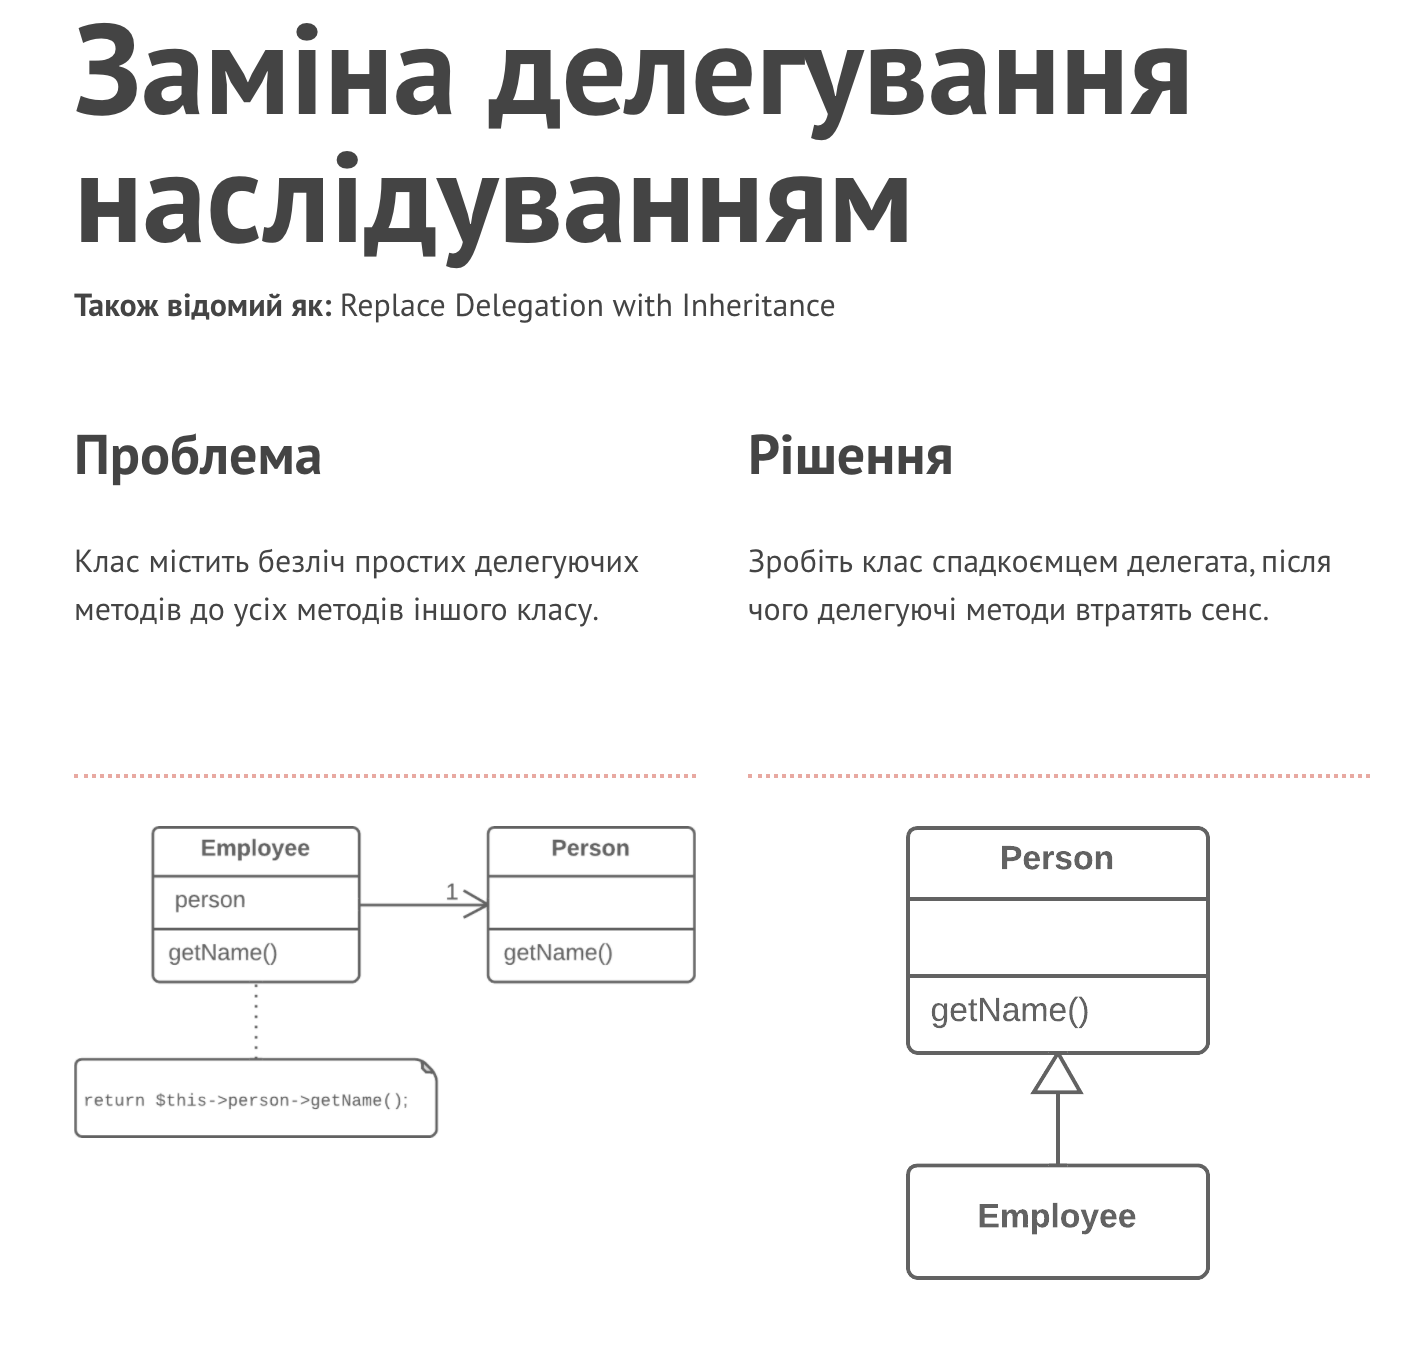 Заміна делегування
наслідуванням
Також відомий як: Replace Delegation with Inheritance
Проблема
Клас містить безліч простих делегуючих
методів до усіх методів іншого класу.
Рішення
Зробіть клас спадкоємцем делегата, після
чого делегуючі методи втратять сенс.
Employee
person
getName()
1
Person
getName()
return $this->person->getName();
Person
getName()
Employee